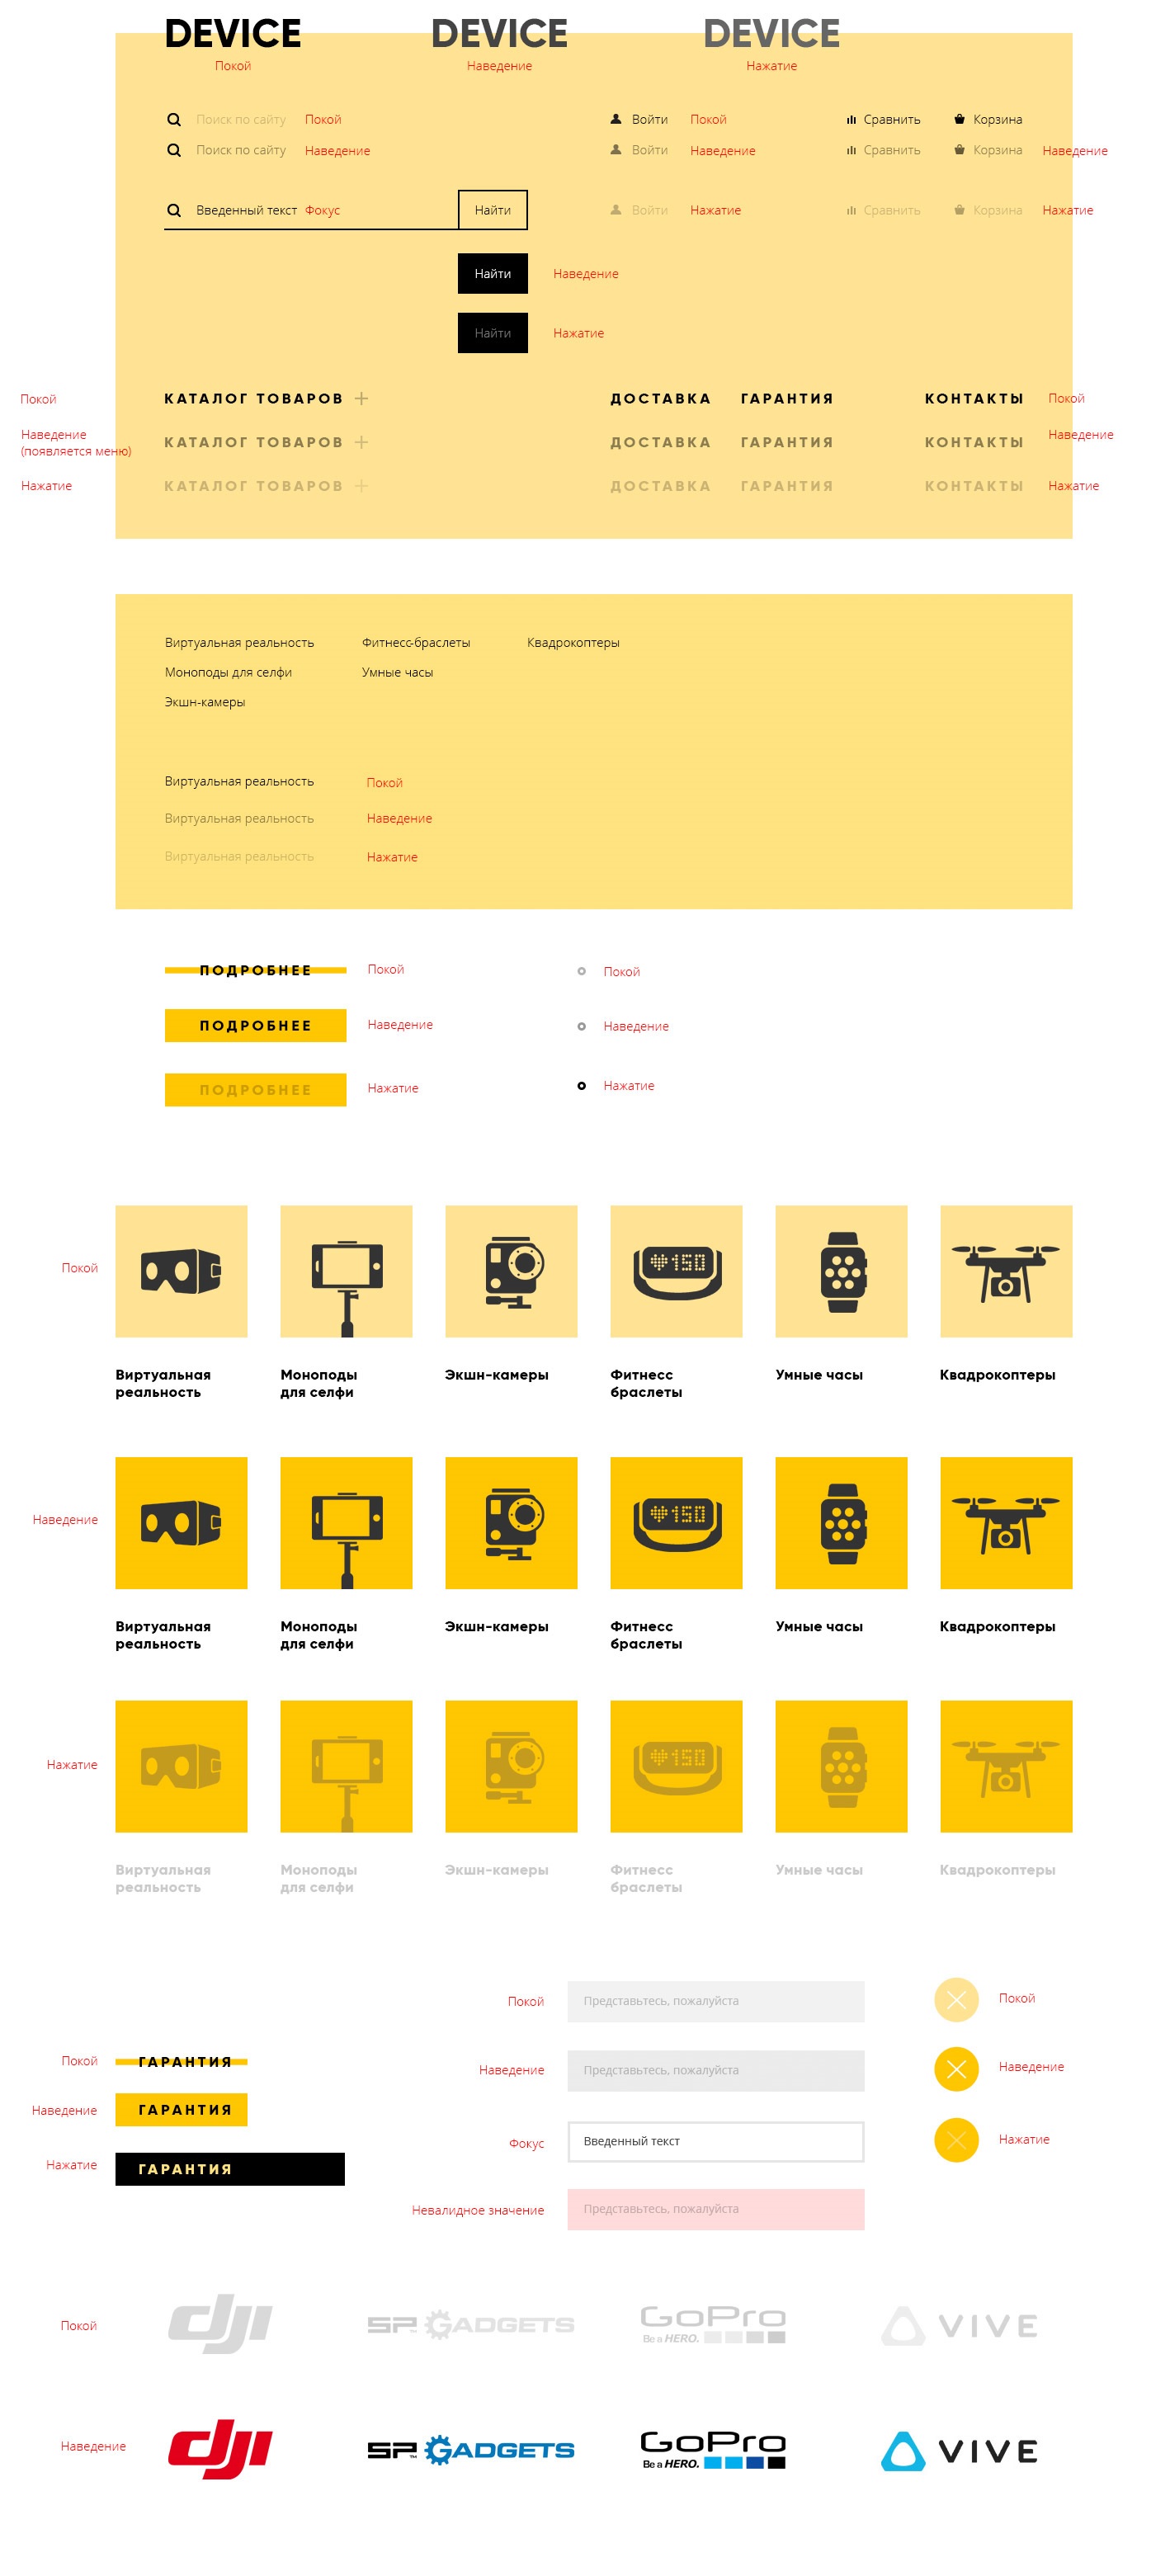 DEVICE DEVICE DEVICE
Покой Наведение Нажатие
Поиск по сайту Покой Войти Покой Сравнить Корзина
Поиск по сайту Наведение Войти Наведение Сравнить Корзина Наведение
Введенный текст Фокус Найти Войти Нажатие Сравнить Корзина Нажатие
Найти Наведение
Найти Нажатие
Покой КАТАЛОГ ТОВАРОВ ДОСТАВКА ГАРАНТИЯ КОНТАКТЫ Покой
Наведение
(появляется меню)
КАТАЛОГ ТОВАРОВ ДОСТАВКА ГАРАНТИЯ КОНТАКТЫ Наведение
Нажатие КАТАЛОГ ТОВАРОВ ДОСТАВКА ГАРАНТИЯ КОНТАКТЫ Нажатие
Виртуальная реальность Фитнесс-браслеты Квадрокоптеры
Моноподы для селфи Умные часы
Экшн-камеры
Виртуальная реальность Покой
Виртуальная реальность Наведение
Виртуальная реальность Нажатие
ПОДРОБНЕЕ Покой Покой
ПОДРОБНЕЕ Наведение Наведение
ПОДРОБНЕЕ Нажатие Нажатие
Покой
150
Виртуальная Моноподы Экшн-камеры Фитнесс Умные часы Квадрокоптеры
реальность для селфи браслеты
Наведение
150
Виртуальная Моноподы Экшн-камеры Фитнесс Умные часы Квадрокоптеры
реальность для селфи браслеты
Нажатие
150
Виртуальная Моноподы Экшн-камеры Фитнесс Умные часы Квадрокоптеры
реальность для селфи браслеты
Покой Представьтесь, пожалуйста Покой
Покой ГАРАНТИЯ
Наведение Представьтесь, пожалуйста Наведение
Наведение ГАРАНТИЯ
Фокус Введенный текст Нажатие
Нажатие ГАРАНТИЯ
Невалидное значение Представьтесь, пожалуйста
Покой dji SP GADGETS GoPro VIVE
Be a HERO.
Наведение dji SP GADGETS GoPro VIVE
Be a HERO.